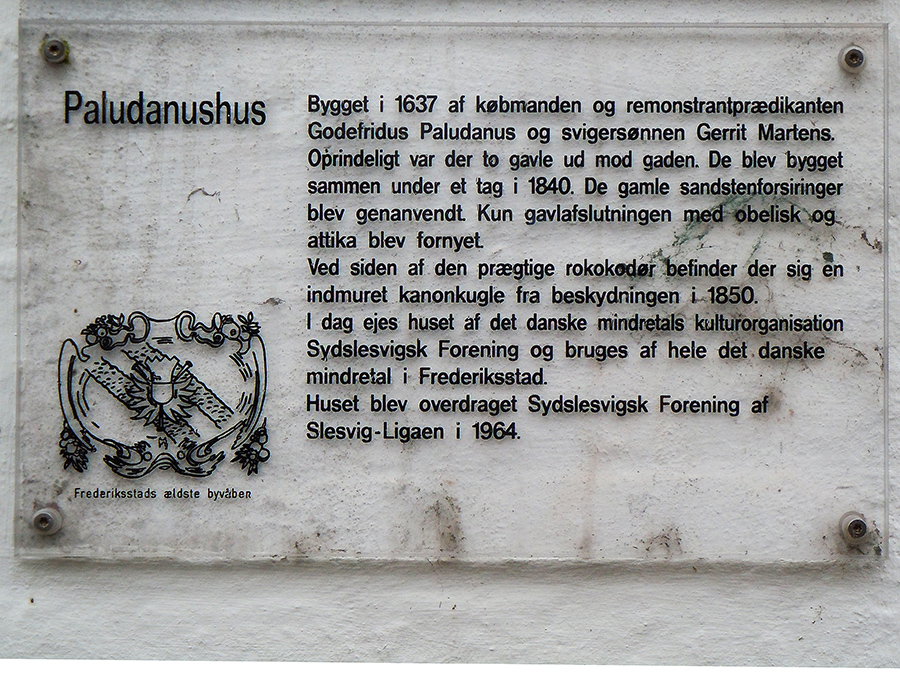 Paludanushus
Bygget i 1637 af købmanden og remonstrantprædikanten
Godefridus Paludanus og svigersønnen Gerrit Martens.
Oprindeligt var der to gavle ud mod gaden. De blev bygget
sammen under et tag i 1840. De gamle sandstenforsiringer
blev genanvendt. Kun gavlafslutningen med obelisk og
attika blev fornyet.
Ved siden af den prægtige rokokodør befinder der sig en
indmuret kanonkugle fra beskydningen i 1850.
I dag ejes huset af det danske mindretals kulturorganisation
Sydslesvigsk Forening og bruges af hele det danske
mindretal i Frederiksstad.
Huset blev overdraget Sydslesvigsk Forening af
Slesvig-Ligaen i 1964.
Frederiksstads ældste byvåben